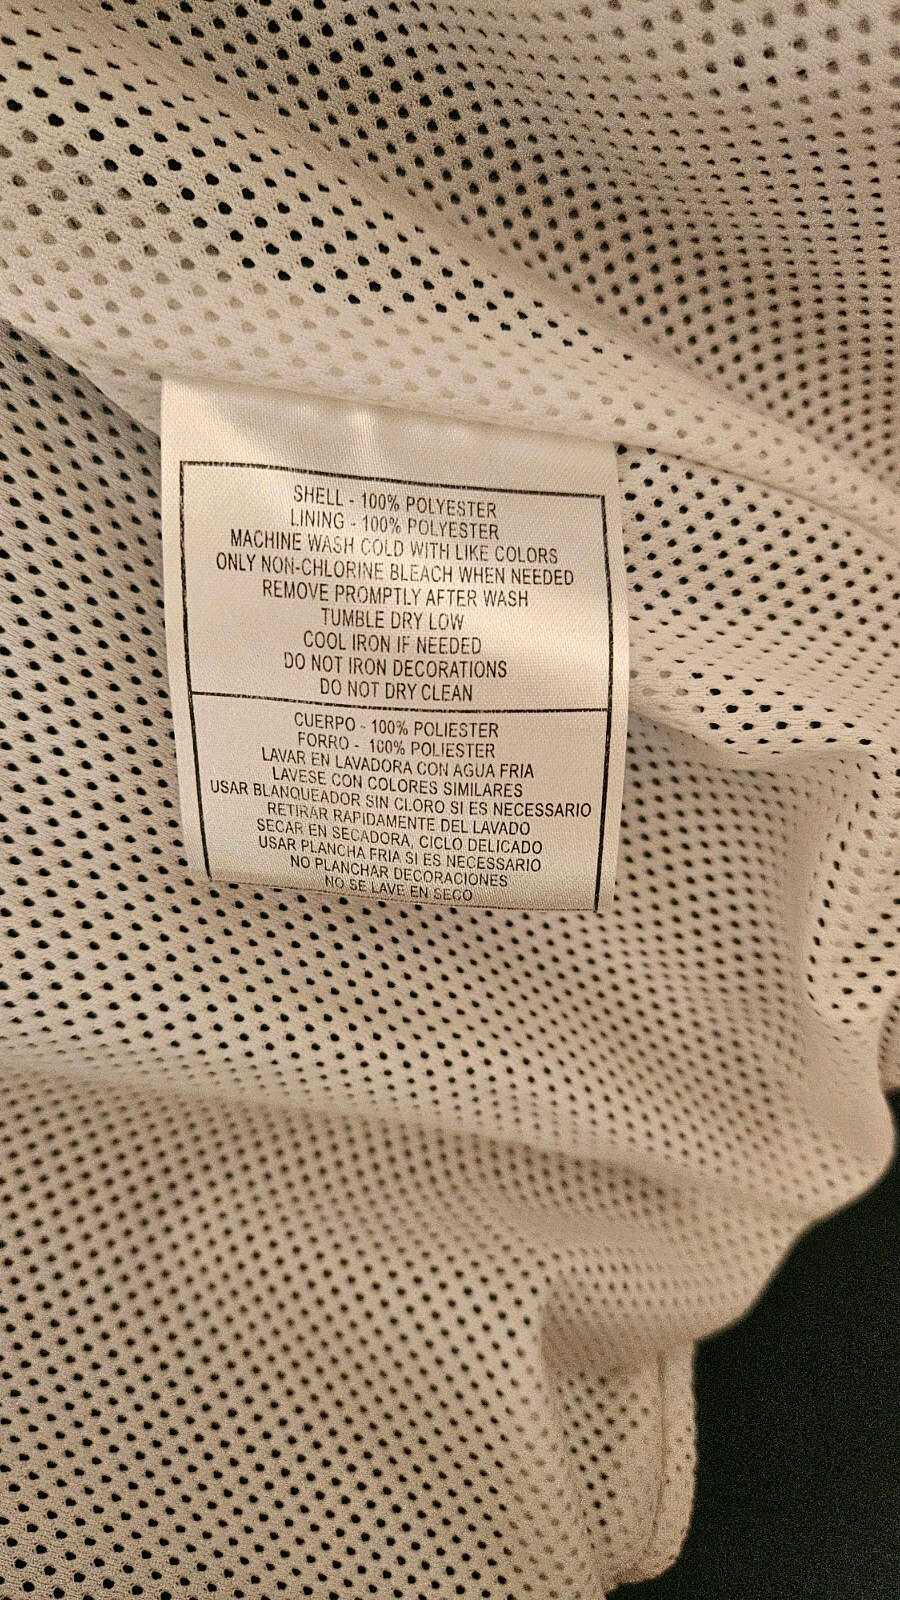 SHELL - 100% POLYESTER
LINING - 100% POLYESTER
MACHINE WASH COLD WITH LIKE COLORS
ONLY NON-CHLORINE BLEACH WHEN NEEDED
REMOVE PROMPTLY AFTER WASH
TUMBLE DRY LOW
COOL IRON IF NEEDED
DO NOT IRON DECORATIONS
DO NOT DRY CLEAN
CUERPO - 100% POLIESTER
FORRO - 100% POLIESTER
LAVAR EN LAVADORA CON AGUA FRIA
LAVESE CON COLORES SIMILARES
USAR BLANQUEADOR SIN CLORO SI ES NECESSARIO
RETIRAR RAPIDAMENTE DEL LAVADO
SECAR EN SECADORA, CICLO DELICADO
USAR PLANCHA FRIA SI ES NECESSARIO
NO PLANCHAR DECORACIONES
NO SE LAVE EN SECO